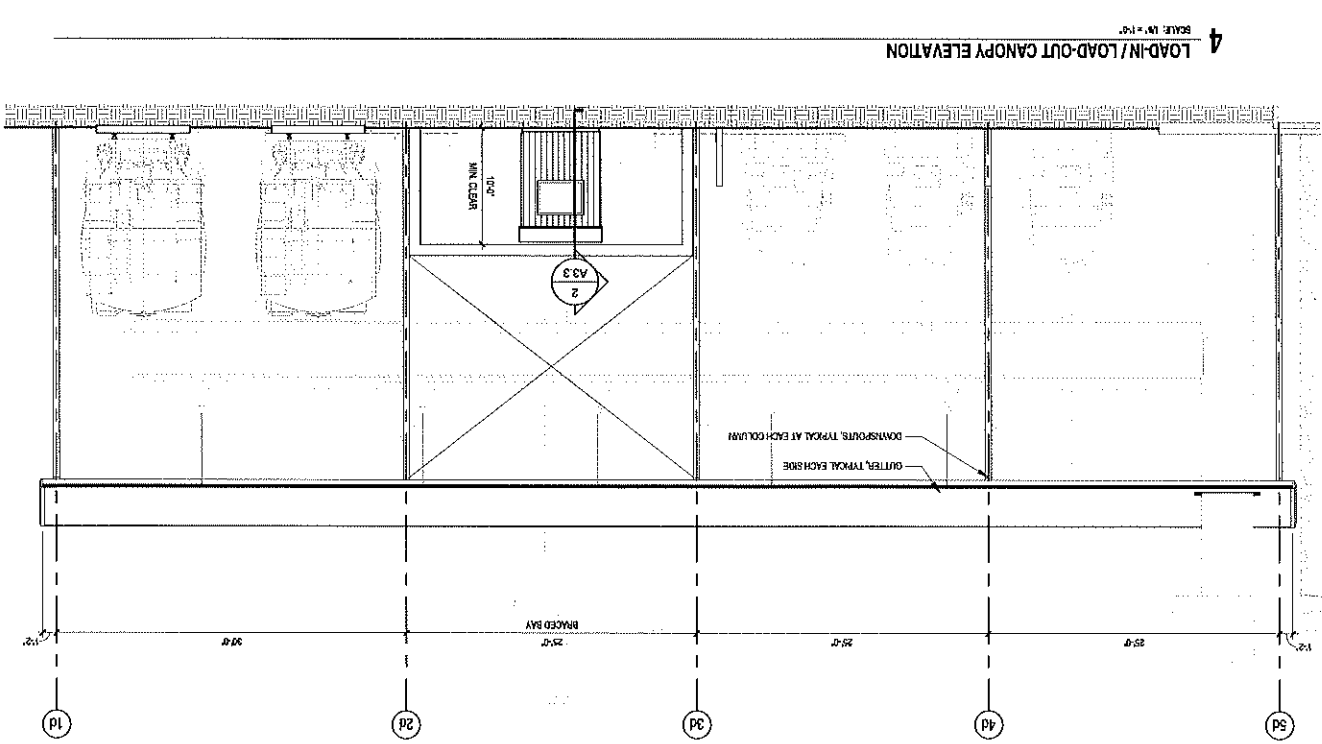 5d 4d 3d 2d 1d
1'-2" 25'-0" 25'-0" 25'-0" 30'-0" 1'-2"
BRACED BAY
GUTTER, TYPICAL EACH SIDE
DOWNSPOUTS, TYPICAL AT EACH COLUMN
2
A3.3
10'-0"
MIN. CLEAR
4 LOAD-IN / LOAD-OUT CANOPY ELEVATION
SCALE: 1/8" = 1'-0"